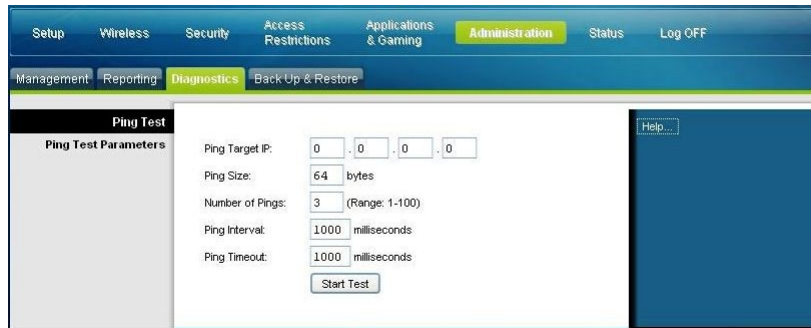 Setup Wireless Security Access Restrictions Applications & Gaming Administration Status Log OFF
Management Reporting Diagnostics Back Up & Restore
Ping Test
Help...
Ping Test Parameters
Ping Target IP: 0 . 0 . 0 . 0
Ping Size: 64 bytes
Number of Pings: 3 (Range: 1-100)
Ping Interval: 1000 milliseconds
Ping Timeout: 1000 milliseconds
Start Test